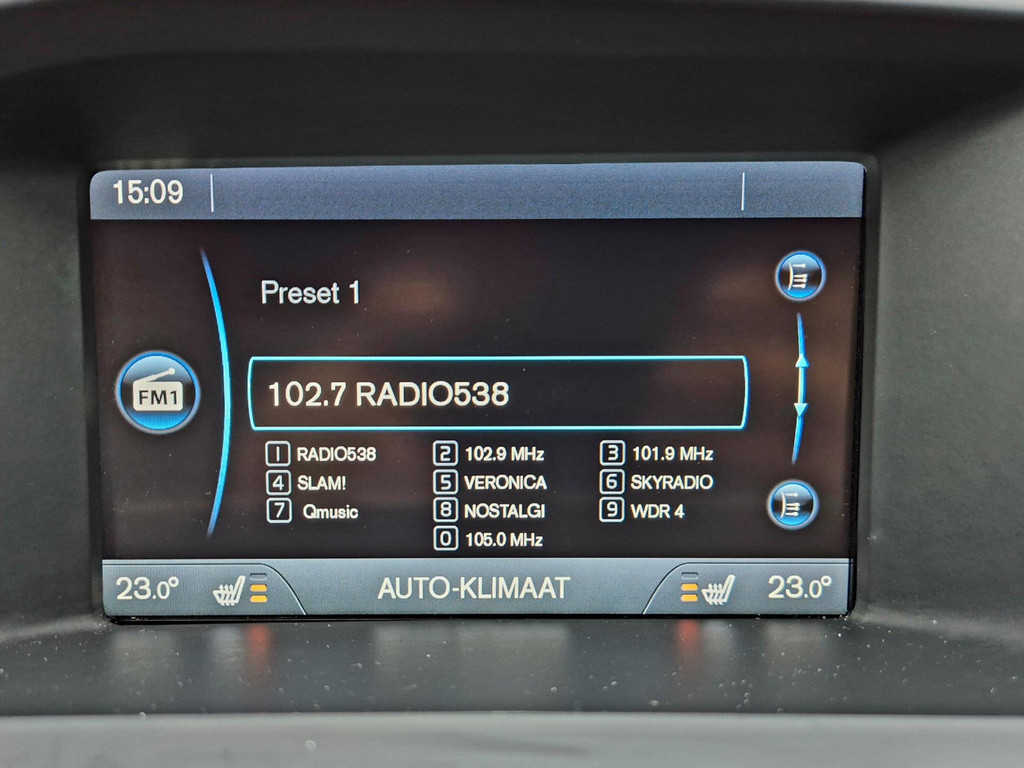 15:09
Preset 1
FM1
102.7 RADIO538
1 RADIO538 2 102.9 MHz 3 101.9 MHz
4 SLAM! 5 VERONICA 6 SKYRADIO
7 Qmusic 8 NOSTALGI 9 WDR 4
0 105.0 MHz
23.0° AUTO-KLIMAAT 23.0°